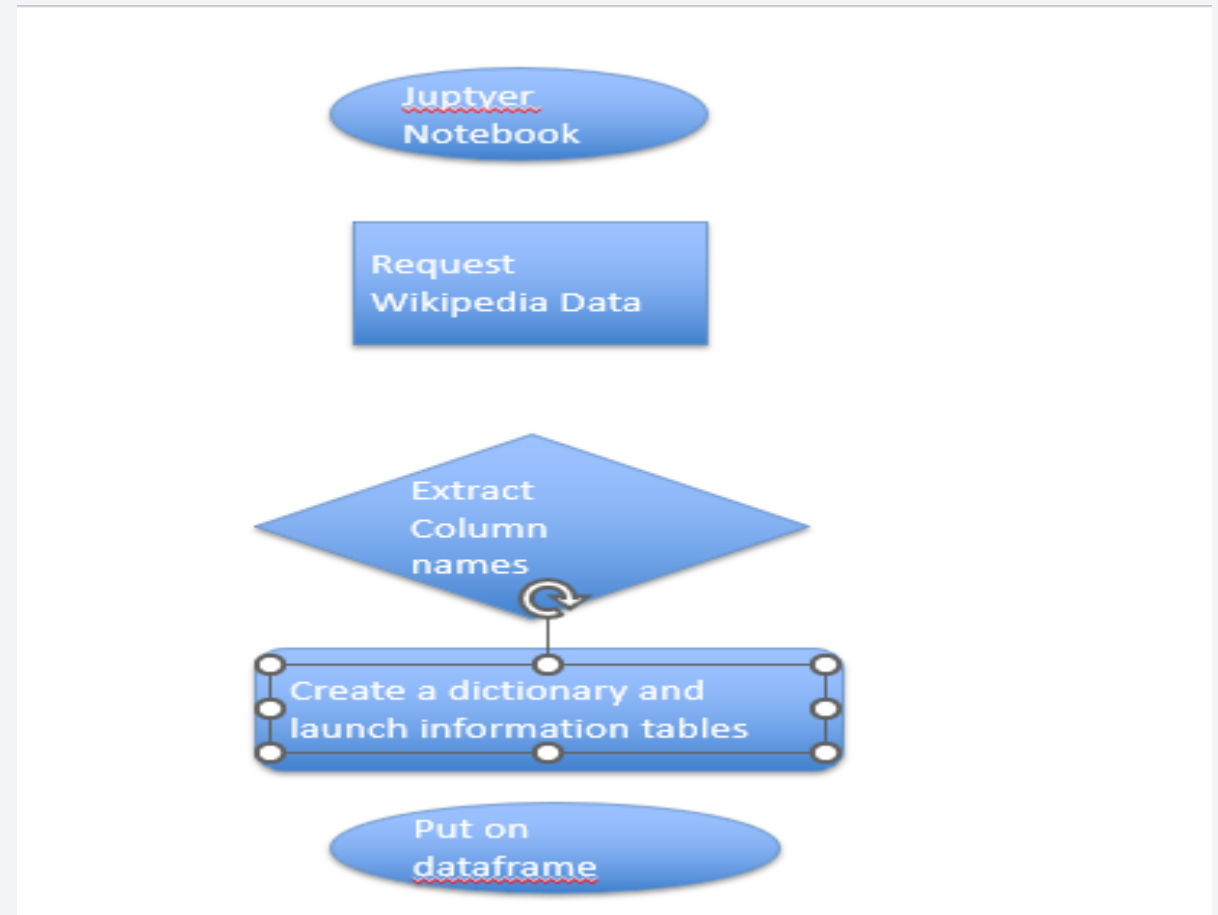 Juptyer
Notebook
Request
Wikipedia Data
Extract
Column
names
Create a dictionary and
launch information tables
Put on
dataframe